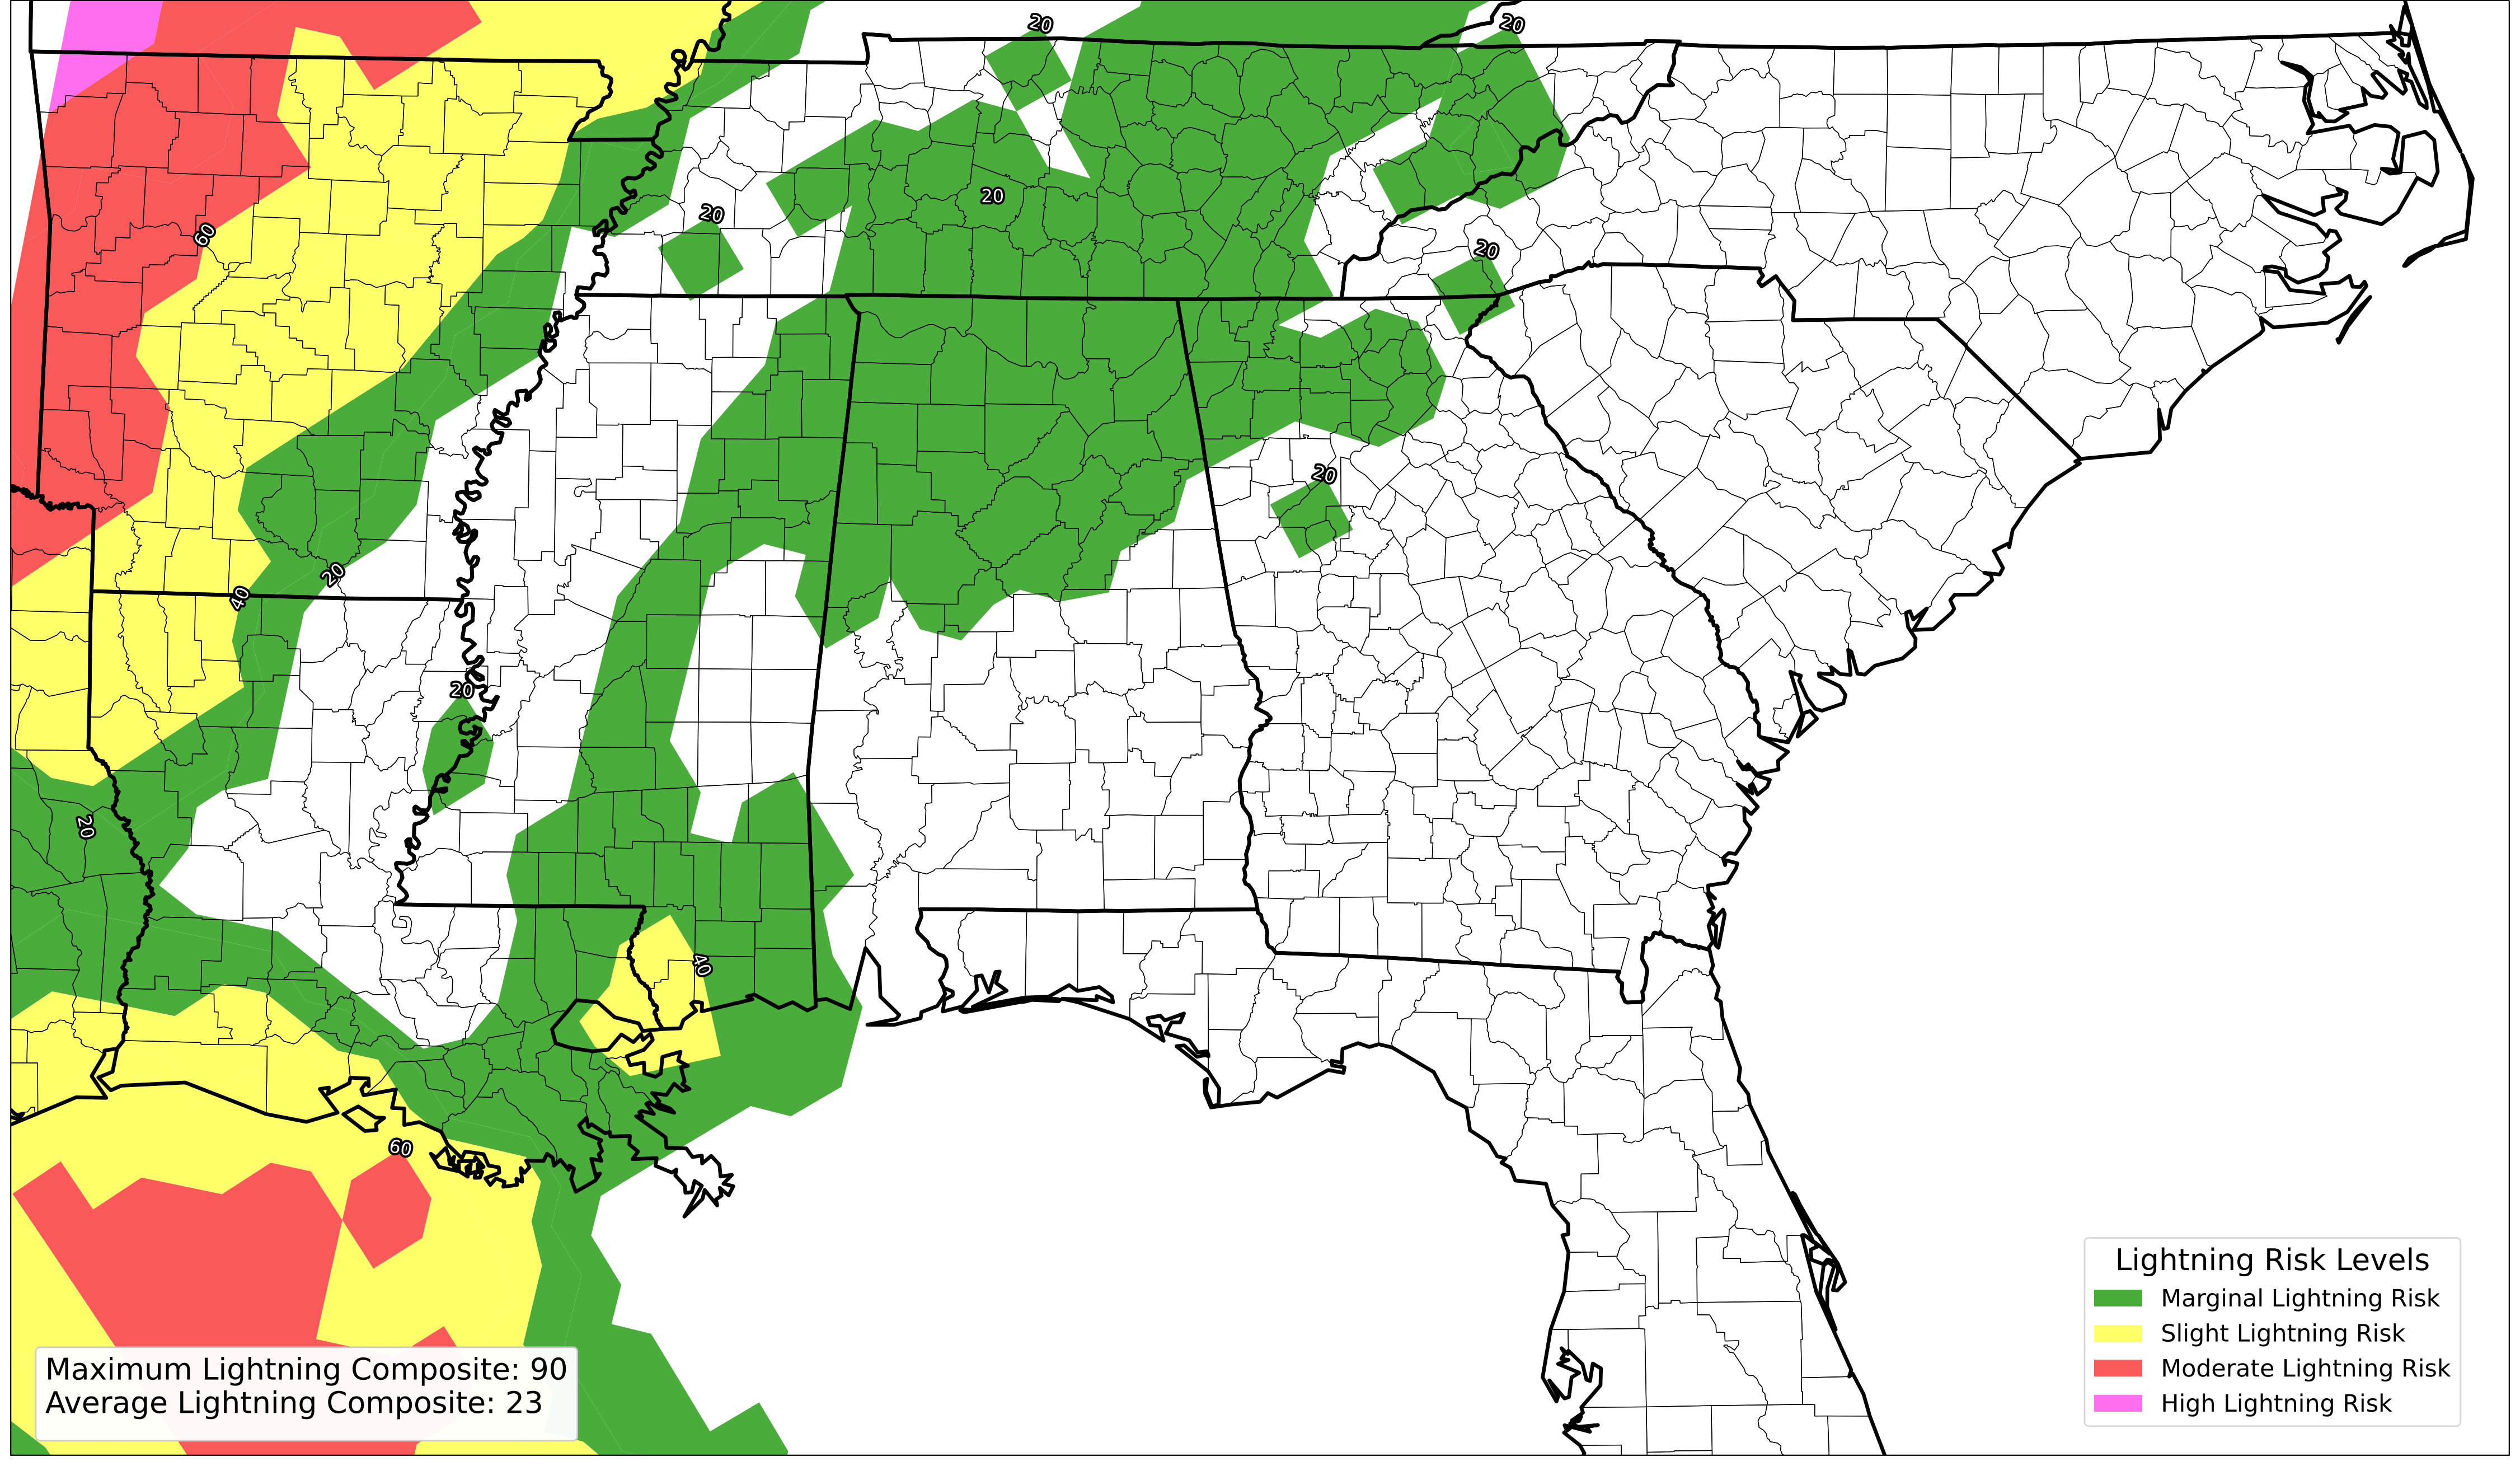 20
20
20
20
60
20
20
20
40
20
20
40
60
Lightning Risk Levels
Marginal Lightning Risk
Slight Lightning Risk
Moderate Lightning Risk
High Lightning Risk
Maximum Lightning Composite: 90
Average Lightning Composite: 23